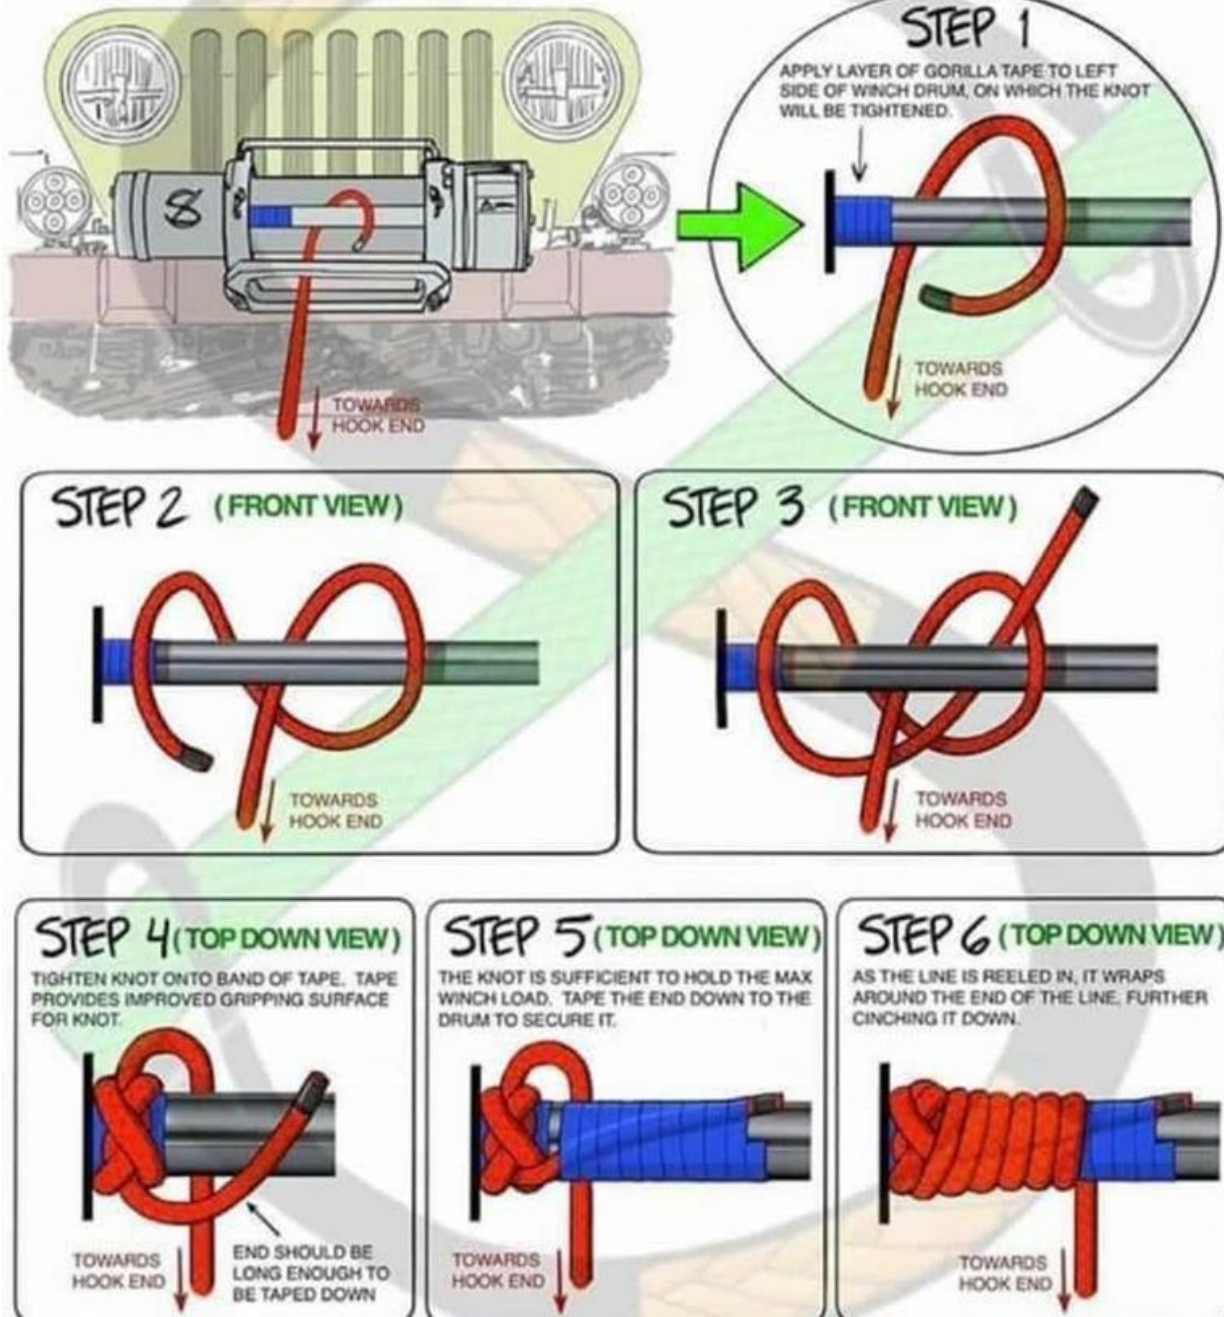 STEP 1
APPLY LAYER OF GORILLA TAPE TO LEFT
SIDE OF WINCH DRUM, ON WHICH THE KNOT
WILL BE TIGHTENED.
TOWARDS
HOOK END
TOWARDS
HOOK END
STEP 2 (FRONT VIEW)
TOWARDS
HOOK END
STEP 3 (FRONT VIEW)
TOWARDS
HOOK END
STEP 4 (TOP DOWN VIEW)
TIGHTEN KNOT ONTO BAND OF TAPE. TAPE
PROVIDES IMPROVED GRIPPING SURFACE
FOR KNOT.
TOWARDS
HOOK END
END SHOULD BE
LONG ENOUGH TO
BE TAPED DOWN
STEP 5 (TOP DOWN VIEW)
THE KNOT IS SUFFICIENT TO HOLD THE MAX
WINCH LOAD. TAPE THE END DOWN TO THE
DRUM TO SECURE IT.
TOWARDS
HOOK END
STEP 6 (TOP DOWN VIEW)
AS THE LINE IS REELED IN, IT WRAPS
AROUND THE END OF THE LINE, FURTHER
CINCHING IT DOWN.
TOWARDS
HOOK END